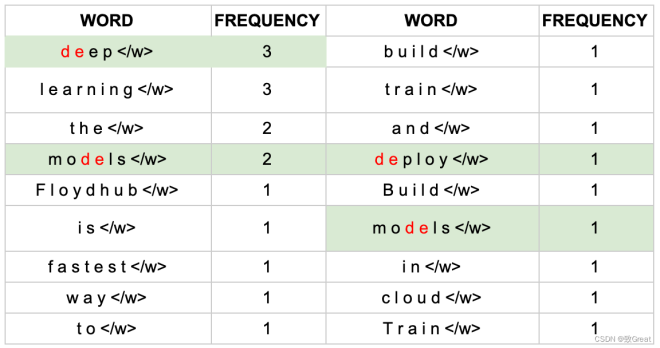 WORD FREQUENCY WORD FREQUENCY
d e e p </w> 3 b u i l d </w> 1
l e a r n i n g </w> 3 t r a i n </w> 1
t h e </w> 2 a n d </w> 1
m o d e l s </w> 2 d e p l o y </w> 1
F l o y d h u b </w> 1 B u i l d </w> 1
i s </w> 1 m o d e l s </w> 1
f a s t e s t </w> 1 i n </w> 1
w a y </w> 1 c l o u d </w> 1
t o </w> 1 T r a i n </w> 1
CSDN @致Great